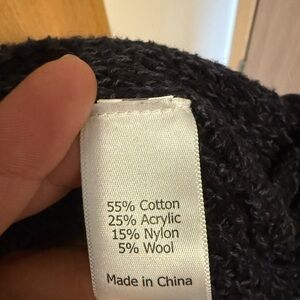 55% Cotton
25% Acrylic
15% Nylon
5% Wool
Made in China